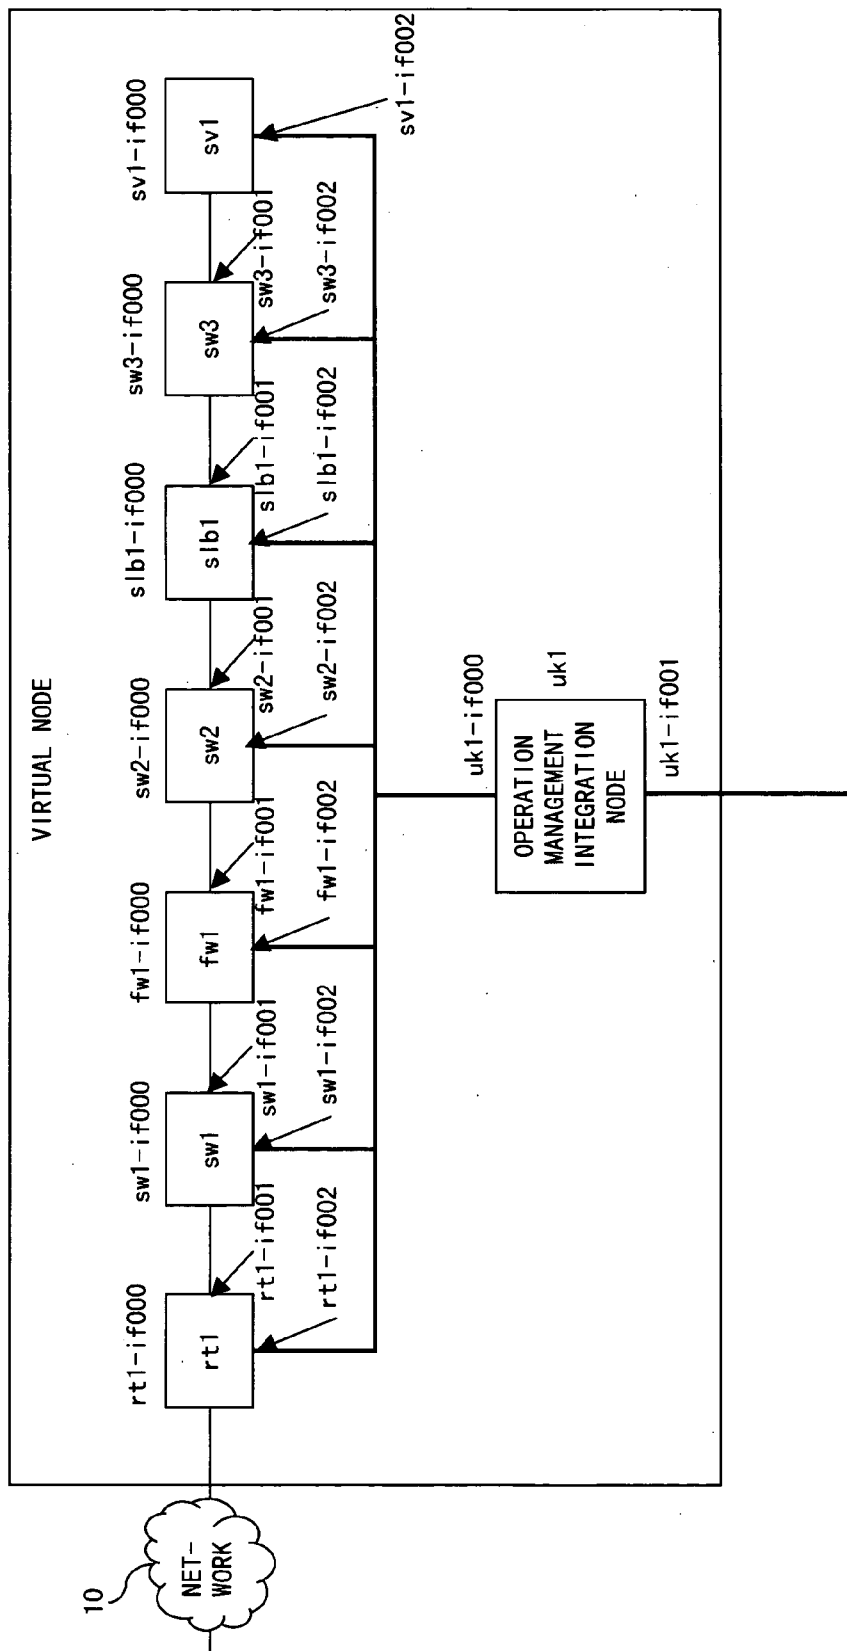 VIRTUAL NODE
rt1-if000
sw1-if000
fw1-if000
sw2-if000
slb1-if000
sw3-if000
sv1-if000
10
NET-
WORK
rt1
sw1
fw1
sw2
slb1
sw3
sv1
rt1-if001
sw1-if001
fw1-if001
sw2-if001
slb1-if001
sw3-if001
rt1-if002
sw1-if002
fw1-if002
sw2-if002
slb1-if002
sw3-if002
sv1-if002
uk1-if000
OPERATION
MANAGEMENT
INTEGRATION
NODE
uk1
uk1-if001